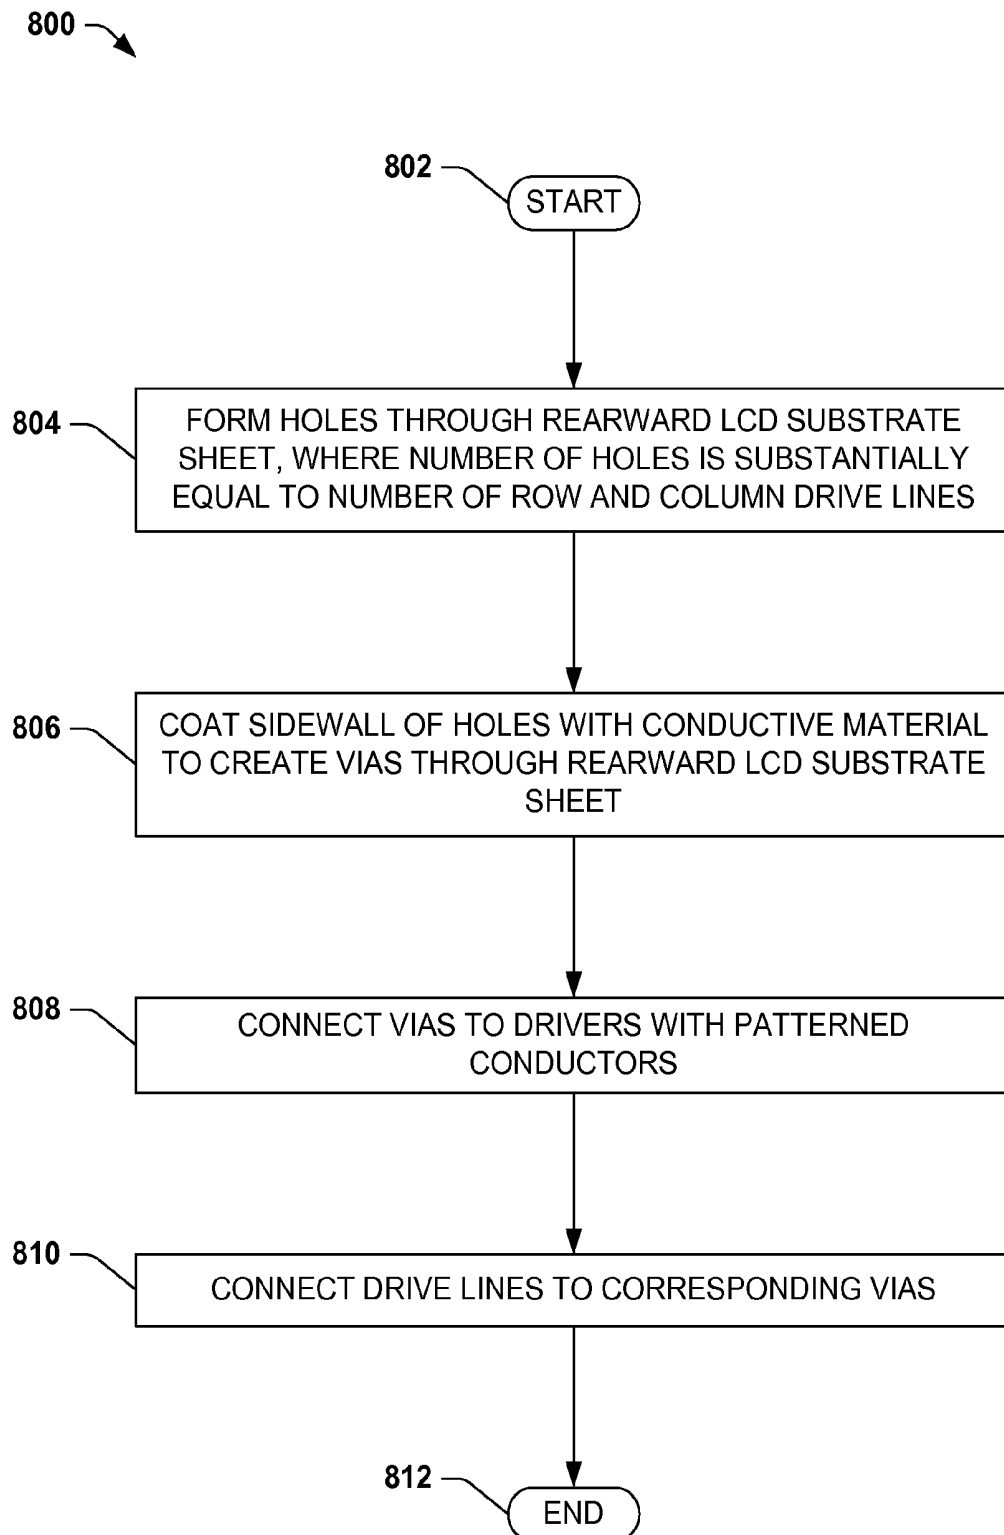 800
802
START
804
FORM HOLES THROUGH REARWARD LCD SUBSTRATE
SHEET, WHERE NUMBER OF HOLES IS SUBSTANTIALLY
EQUAL TO NUMBER OF ROW AND COLUMN DRIVE LINES
806
COAT SIDEWALL OF HOLES WITH CONDUCTIVE MATERIAL
TO CREATE VIAS THROUGH REARWARD LCD SUBSTRATE
SHEET
808
CONNECT VIAS TO DRIVERS WITH PATTERNED
CONDUCTORS
810
CONNECT DRIVE LINES TO CORRESPONDING VIAS
812
END